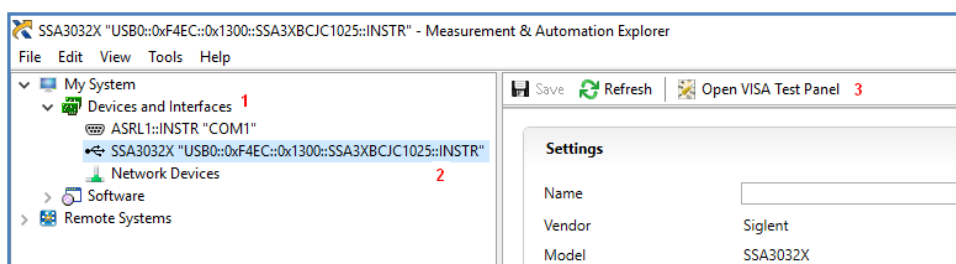 SSA3032X "USB0::0xF4EC::0x1300::SSA3XBCJC1025::INSTR" - Measurement & Automation Explorer
File Edit View Tools Help
My System
Devices and Interfaces 1
ASRL1::INSTR "COM1"
SSA3032X "USB0::0xF4EC::0x1300::SSA3XBCJC1025::INSTR"
Network Devices 2
Software
Remote Systems
Save Refresh Open VISA Test Panel 3
Settings
Name
Vendor Siglent
Model SSA3032X